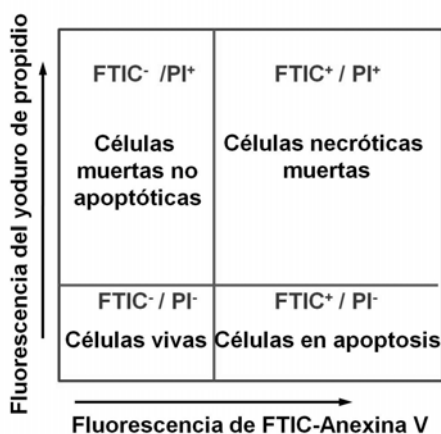 Fluorescencia del yoduro de propidio
FTIC⁻ /PI⁺
Células
muertas no
apoptóticas
FTIC⁺ / PI⁺
Células necróticas
muertas
FTIC⁻ / PI⁻
Células vivas
FTIC⁺ / PI⁻
Células en apoptosis
Fluorescencia de FTIC-Anexina V